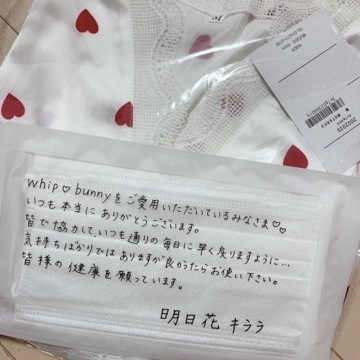 M
20022035
whip♡bunnyをご愛用いただいているみなさま♡♡
いつも本当にありがとうございます。
皆で協力して、いつも通りの毎日に早く戻りますように…
気持ちばかりではありますが良かったらお使い下さい。
皆様の健康を願っています。
明日花 キララ